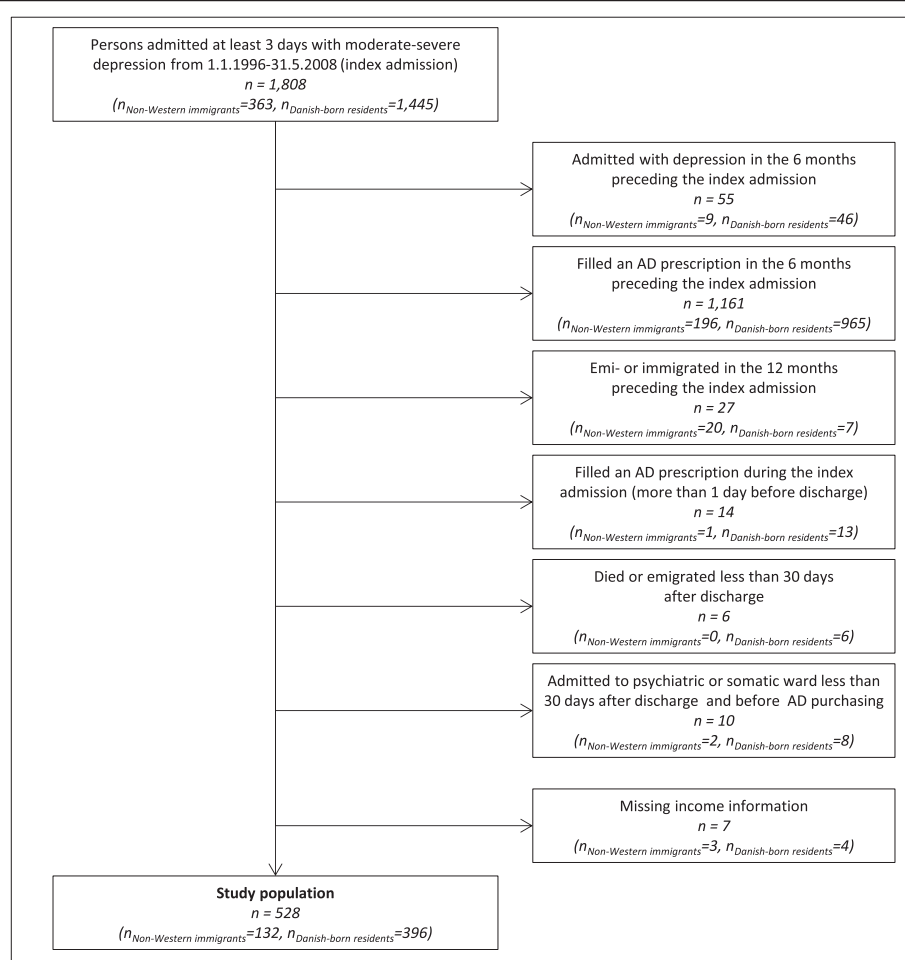 Persons admitted at least 3 days with moderate-severe
depression from 1.1.1996-31.5.2008 (index admission)
n = 1,808
(nNon-Western immigrants=363, nDanish-born residents=1,445)
Admitted with depression in the 6 months
preceding the index admission
n = 55
(nNon-Western immigrants=9, nDanish-born residents=46)
Filled an AD prescription in the 6 months
preceding the index admission
n = 1,161
(nNon-Western immigrants=196, nDanish-born residents=965)
Emi- or immigrated in the 12 months
preceding the index admission
n = 27
(nNon-Western immigrants=20, nDanish-born residents=7)
Filled an AD prescription during the index
admission (more than 1 day before discharge)
n = 14
(nNon-Western immigrants=1, nDanish-born residents=13)
Died or emigrated less than 30 days
after discharge
n = 6
(nNon-Western immigrants=0, nDanish-born residents=6)
Admitted to psychiatric or somatic ward less than
30 days after discharge and before AD purchasing
n = 10
(nNon-Western immigrants=2, nDanish-born residents=8)
Missing income information
n = 7
(nNon-Western immigrants=3, nDanish-born residents=4)
Study population
n = 528
(nNon-Western immigrants=132, nDanish-born residents=396)